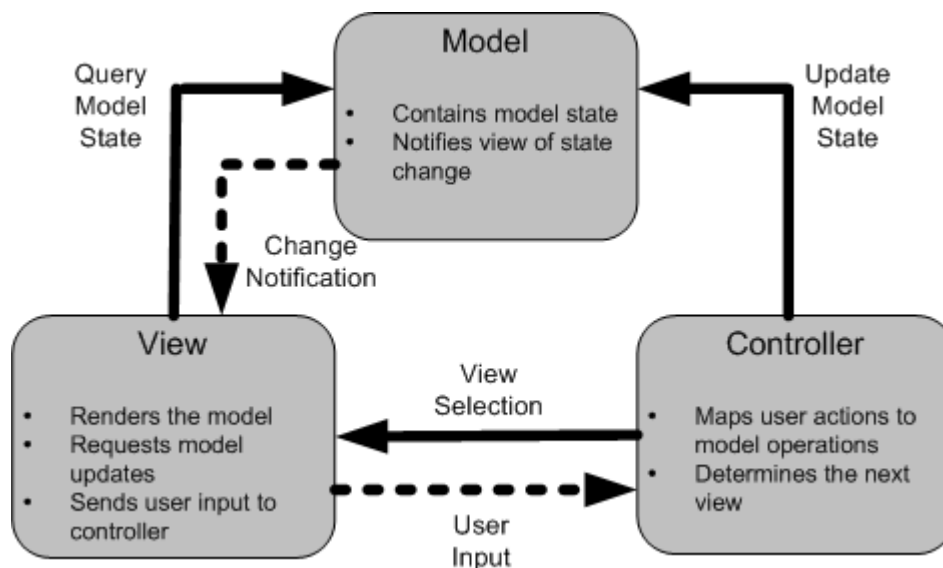 Model
• Contains model state
• Notifies view of state
change
Query
Model
State
Update
Model
State
Change
Notification
View
• Renders the model
• Requests model
updates
• Sends user input to
controller
View
Selection
User
Input
Controller
• Maps user actions to
model operations
• Determines the next
view